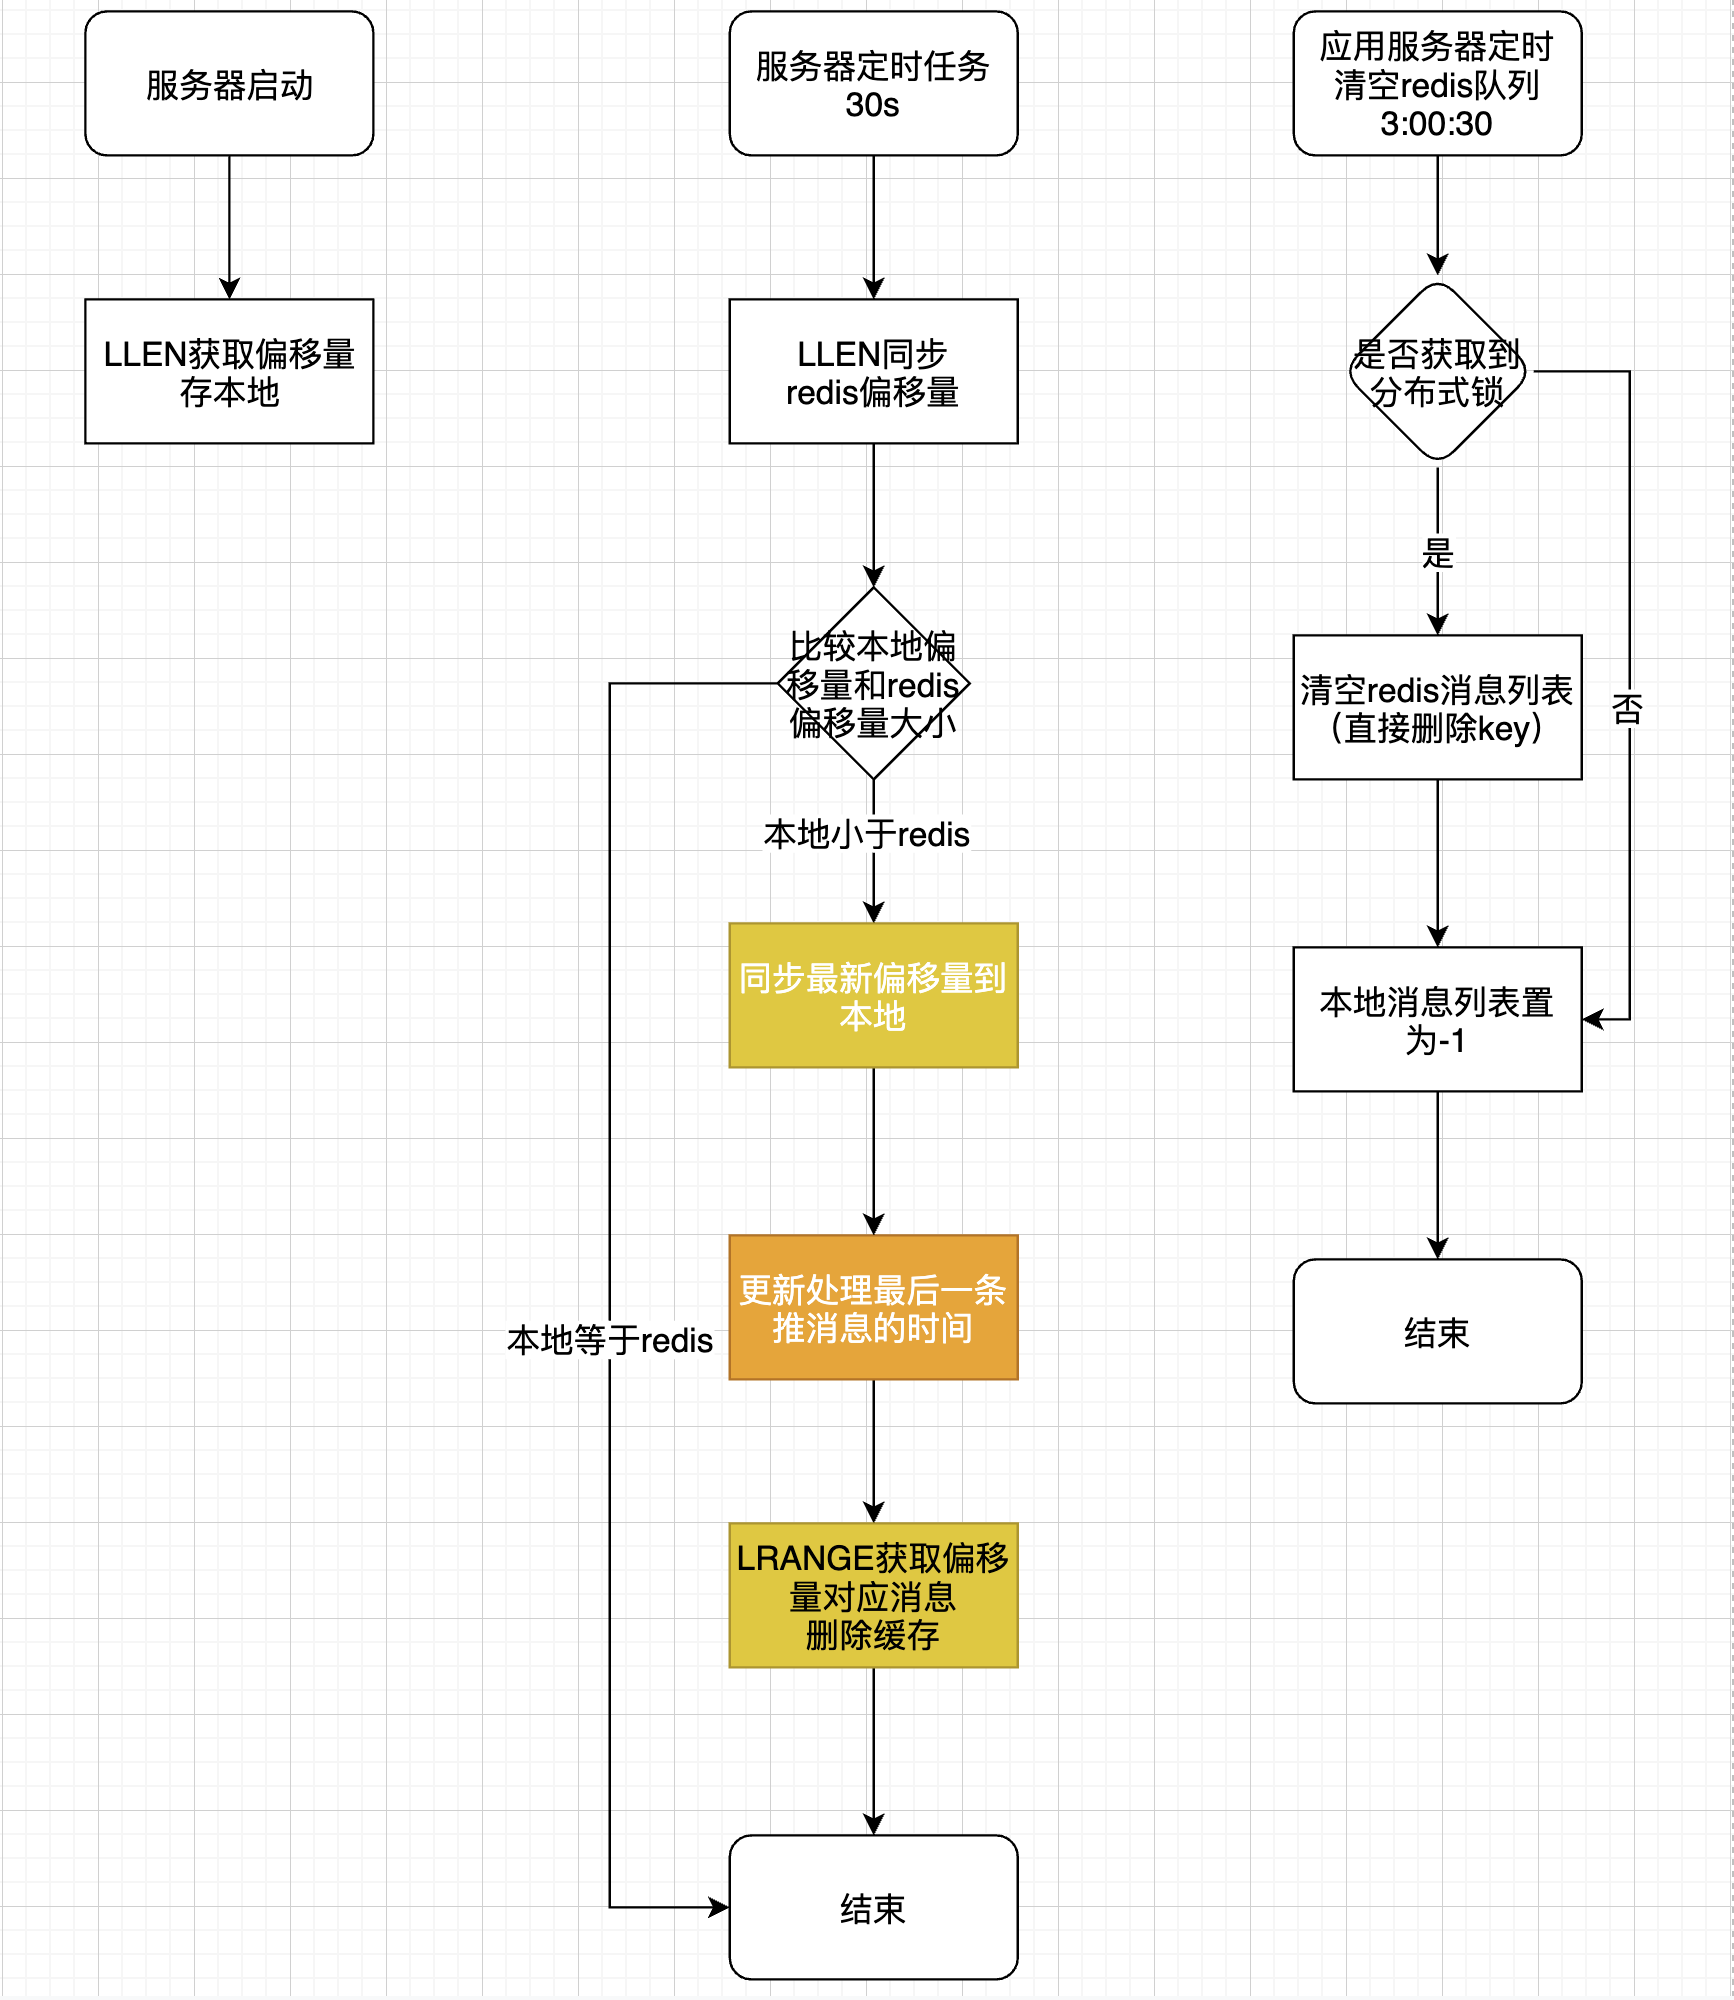 服务器启动
LLEN获取偏移量
存本地
服务器定时任务
30s
LLEN同步
redis偏移量
比较本地偏
移量和redis
偏移量大小
本地小于redis
同步最新偏移量到
本地
更新处理最后一条
推消息的时间
本地等于redis
LRANGE获取偏移
量对应消息
删除缓存
结束
应用服务器定时
清空redis队列
3:00:30
是否获取到
分布式锁
是
否
清空redis消息列表
（直接删除key）
本地消息列表置
为-1
结束